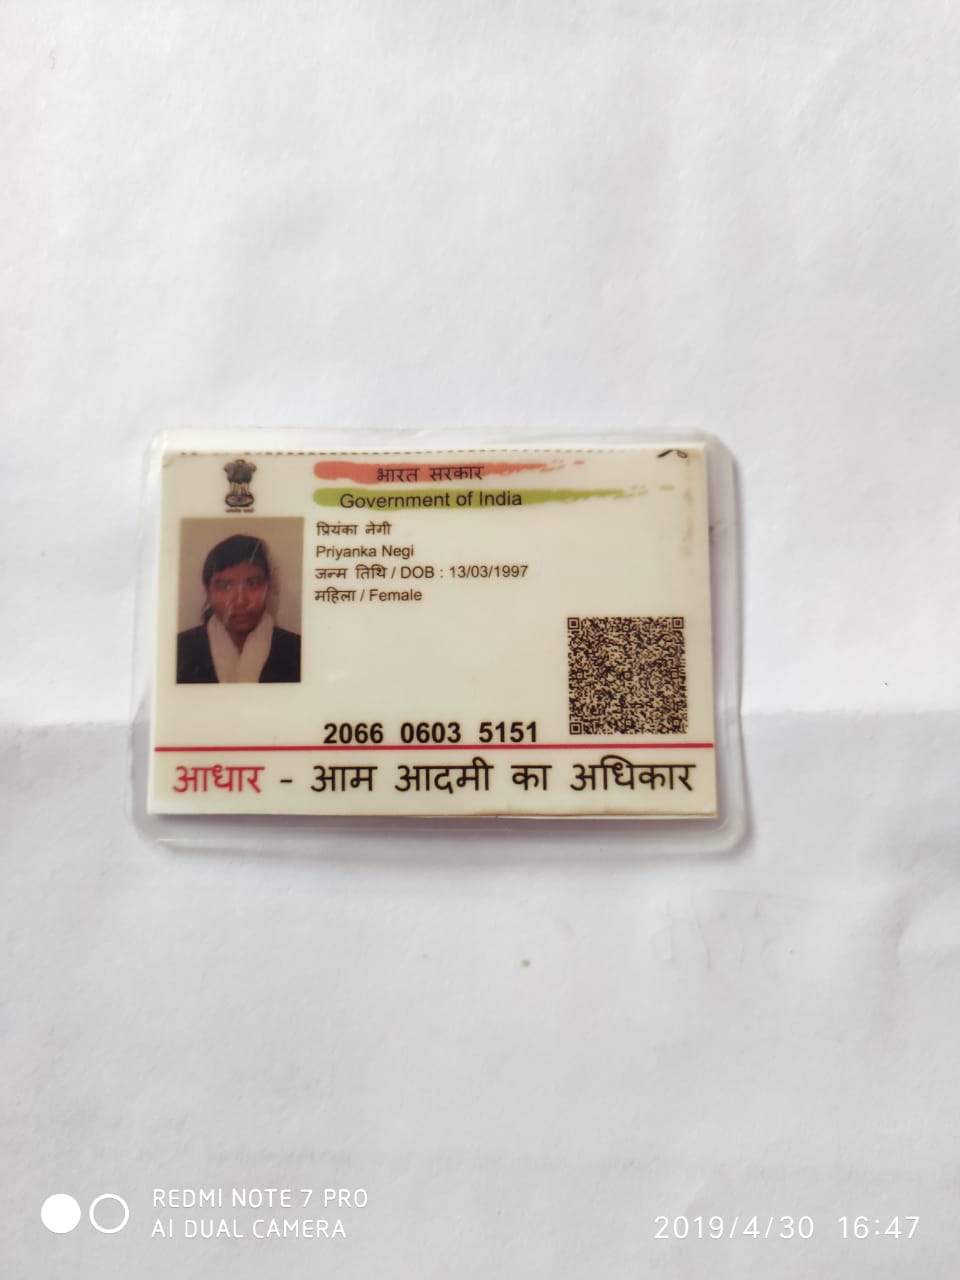 भारत सरकार
Government of India
प्रियंका नेगी
Priyanka Negi
जन्म तिथि / DOB : 13/03/1997
महिला / Female
2066 0603 5151
आधार - आम आदमी का अधिकार
REDMI NOTE 7 PRO
AI DUAL CAMERA
2019/4/30 16:47